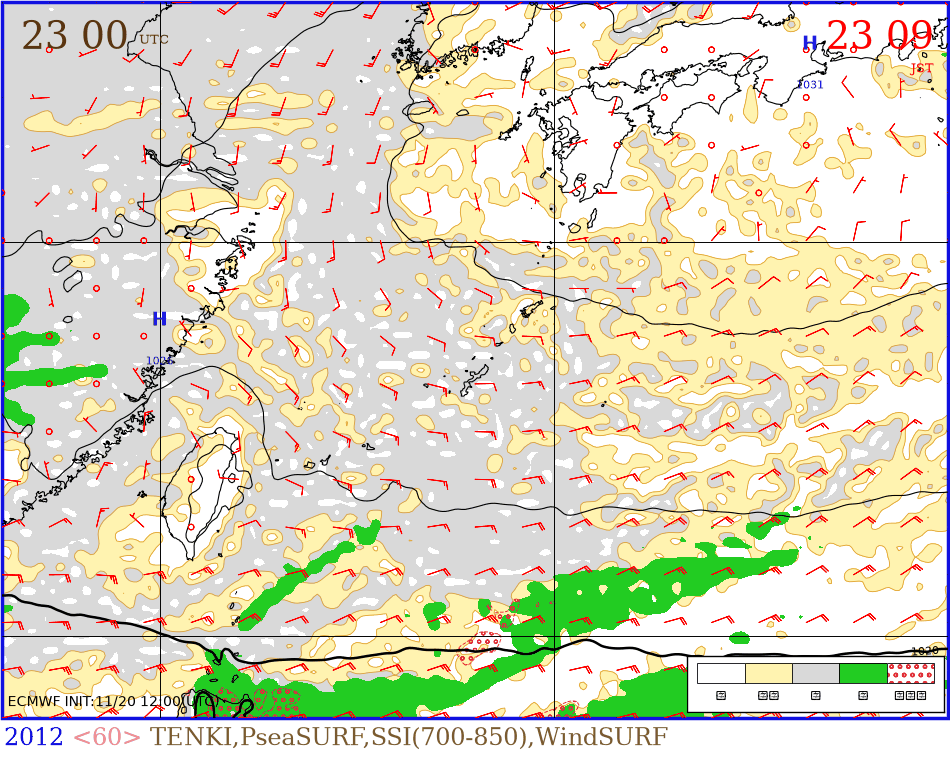 23 00 UTC
H 23 09
JST
1031
H
102
1020
ECMWF INIT:11/20 12:00(UTC)
2012 <60> TENKI,PseaSURF,SSI(700-850),WindSURF